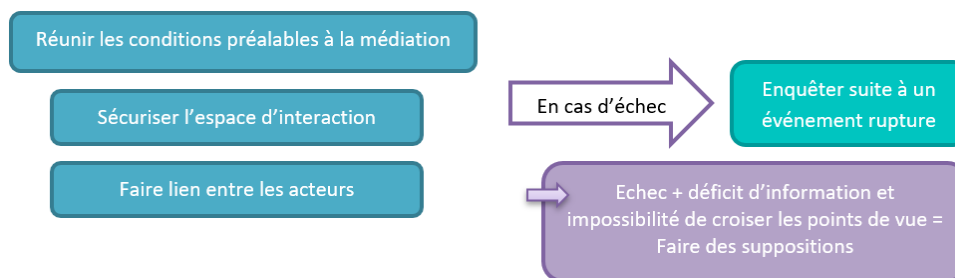 Réunir les conditions préalables à la médiation
Sécuriser l'espace d'interaction
Faire lien entre les acteurs
En cas d'échec
Enquêter suite à un
événement rupture
Echec + déficit d'information et
impossibilité de croiser les points de vue =
Faire des suppositions